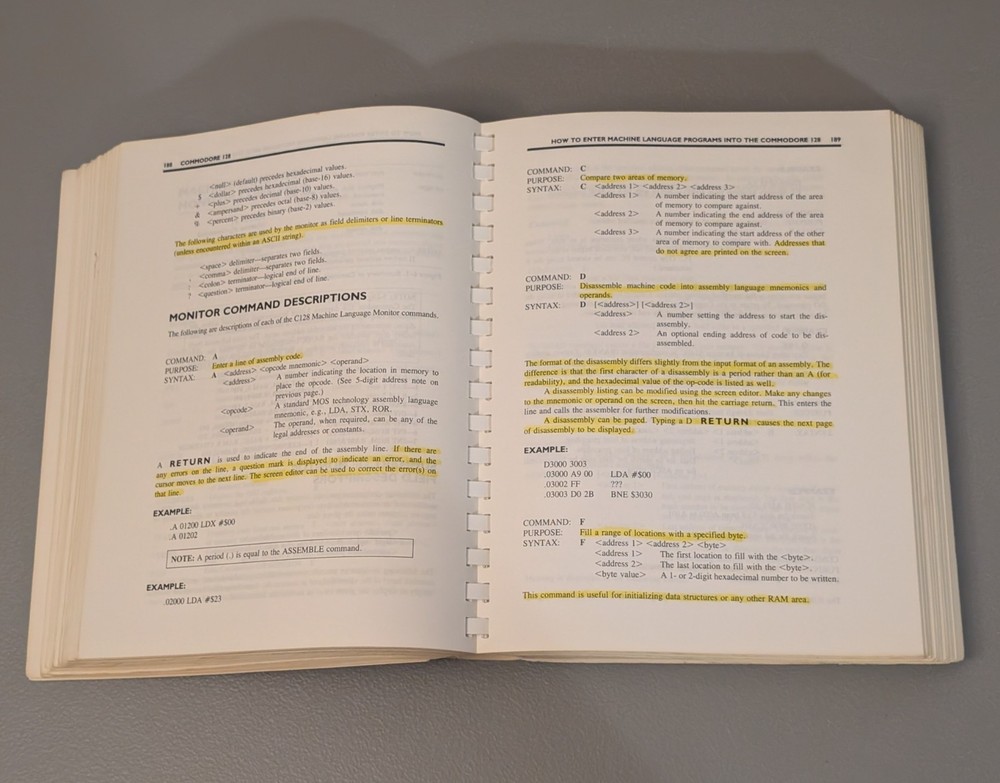 188 COMMODORE 128
<null> (default) precedes hexadecimal values.
$ <dollar> precedes hexadecimal (base-16) values.
+ <plus> precedes decimal (base-10) values.
& <ampersand> precedes octal (base-8) values.
% <percent> precedes binary (base-2) values.
The following characters are used by the monitor as field delimiters or line terminators
(unless encountered within an ASCII string).
<space> delimiter—separates two fields.
, <comma> delimiter—separates two fields.
: <colon> terminator—logical end of line.
? <question> terminator—logical end of line.
MONITOR COMMAND DESCRIPTIONS
The following are descriptions of each of the C128 Machine Language Monitor commands.
COMMAND: A
PURPOSE: Enter a line of assembly code.
SYNTAX: A <address> <opcode mnemonic> <operand>
<address> A number indicating the location in memory to
place the opcode. (See 5-digit address note on
previous page.)
<opcode> A standard MOS technology assembly language
mnemonic, e.g., LDA, STX, ROR.
<operand> The operand, when required, can be any of the
legal addresses or constants.
A RETURN is used to indicate the end of the assembly line. If there are
any errors on the line, a question mark is displayed to indicate an error, and the
cursor moves to the next line. The screen editor can be used to correct the error(s) on
that line.
EXAMPLE:
.A 01200 LDX #$00
.A 01202
NOTE: A period (.) is equal to the ASSEMBLE command.
EXAMPLE:
.02000 LDA #$23
HOW TO ENTER MACHINE LANGUAGE PROGRAMS INTO THE COMMODORE 128 189
COMMAND: C
PURPOSE: Compare two areas of memory.
SYNTAX: C <address 1> <address 2> <address 3>
<address 1> A number indicating the start address of the area
of memory to compare against.
<address 2> A number indicating the end address of the area
of memory to compare against.
<address 3> A number indicating the start address of the other
area of memory to compare with. Addresses that
do not agree are printed on the screen.
COMMAND: D
PURPOSE: Disassemble machine code into assembly language mnemonics and
operands.
SYNTAX: D [<address>] [<address 2>]
<address> A number setting the address to start the dis-
assembly.
<address 2> An optional ending address of code to be dis-
assembled.
The format of the disassembly differs slightly from the input format of an assembly. The
difference is that the first character of a disassembly is a period rather than an A (for
readability), and the hexadecimal value of the op-code is listed as well.
A disassembly listing can be modified using the screen editor. Make any changes
to the mnemonic or operand on the screen, then hit the carriage return. This enters the
line and calls the assembler for further modifications.
A disassembly can be paged. Typing a D RETURN causes the next page
of disassembly to be displayed.
EXAMPLE:
D3000 3003
.03000 A9 00 LDA #$00
.03002 FF ???
.03003 D0 2B BNE $3030
COMMAND: F
PURPOSE: Fill a range of locations with a specified byte.
SYNTAX: F <address 1> <address 2> <byte>
<address 1> The first location to fill with the <byte>.
<address 2> The last location to fill with the <byte>.
<byte value> A 1- or 2-digit hexadecimal number to be written.
This command is useful for initializing data structures or any other RAM area.